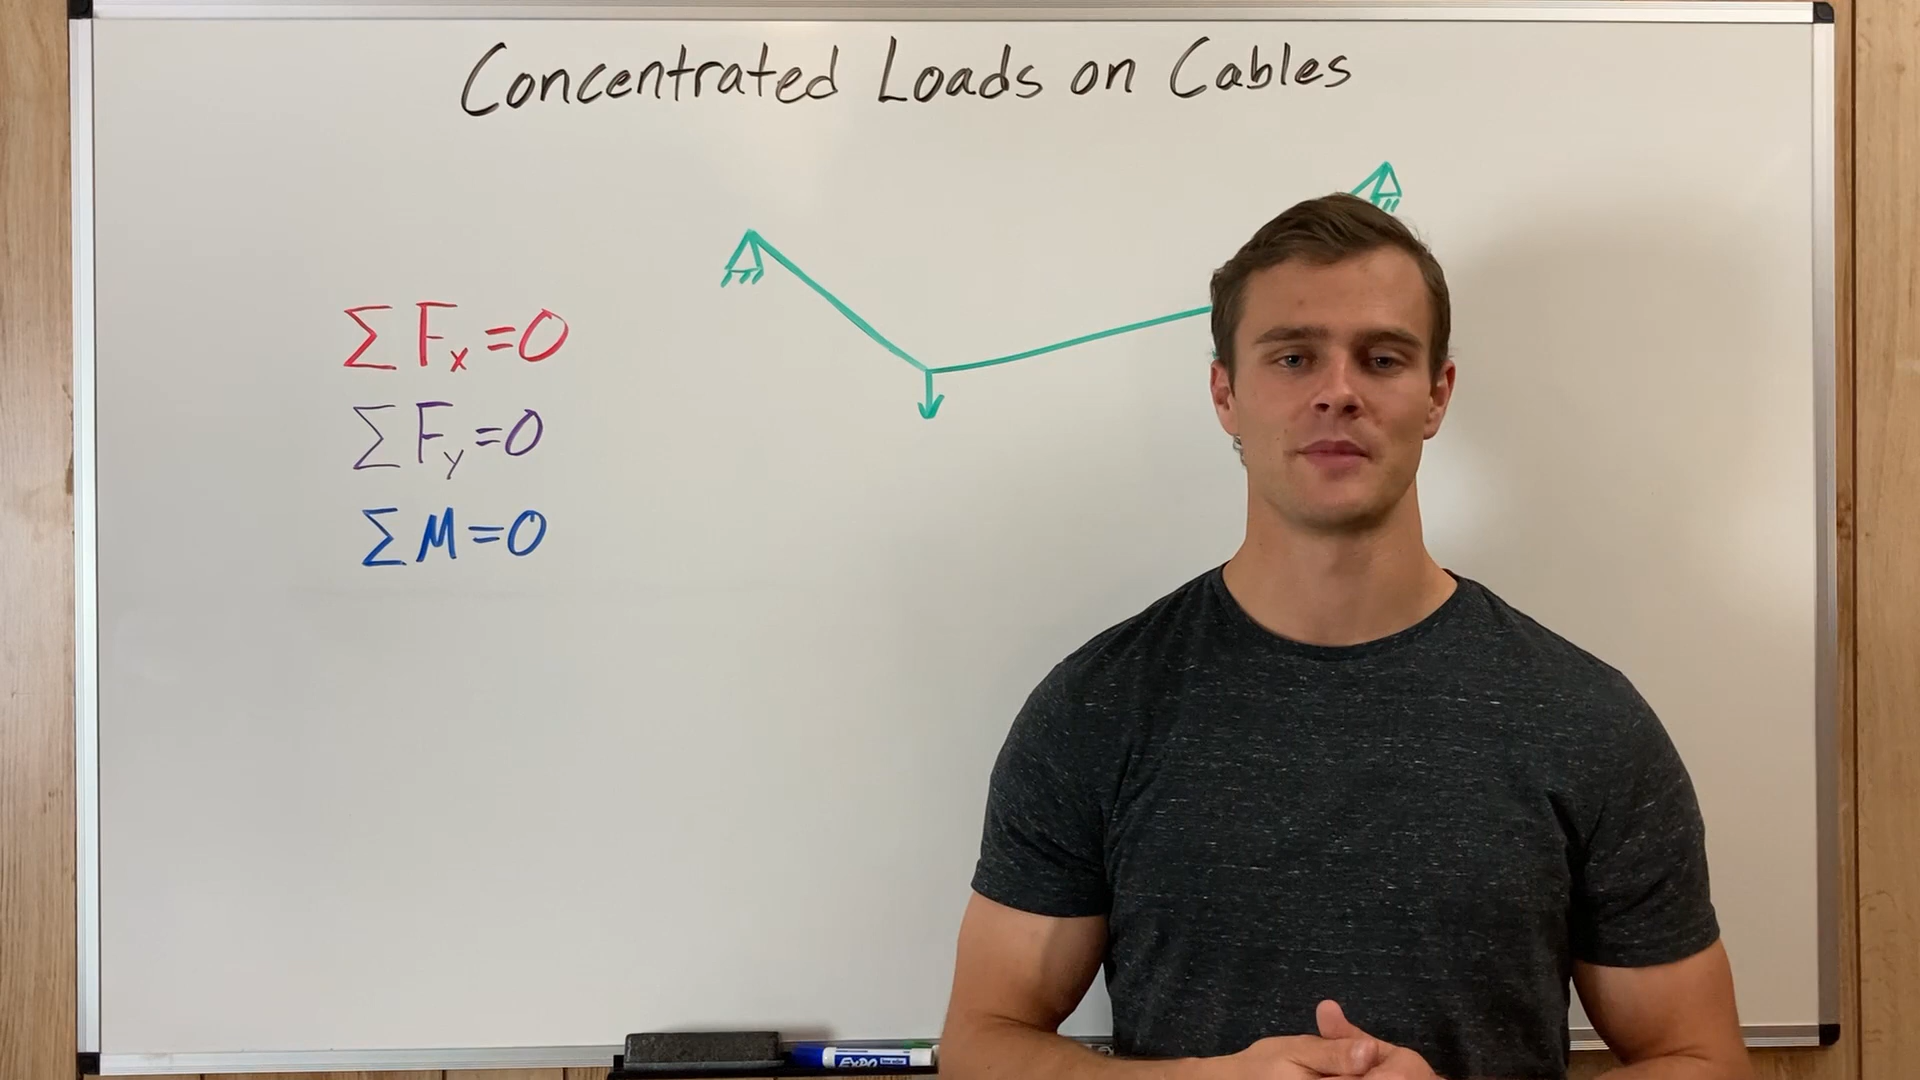 Concentrated Loads on Cables
ΣFx=0
ΣFy=0
ΣM=0
EXPO